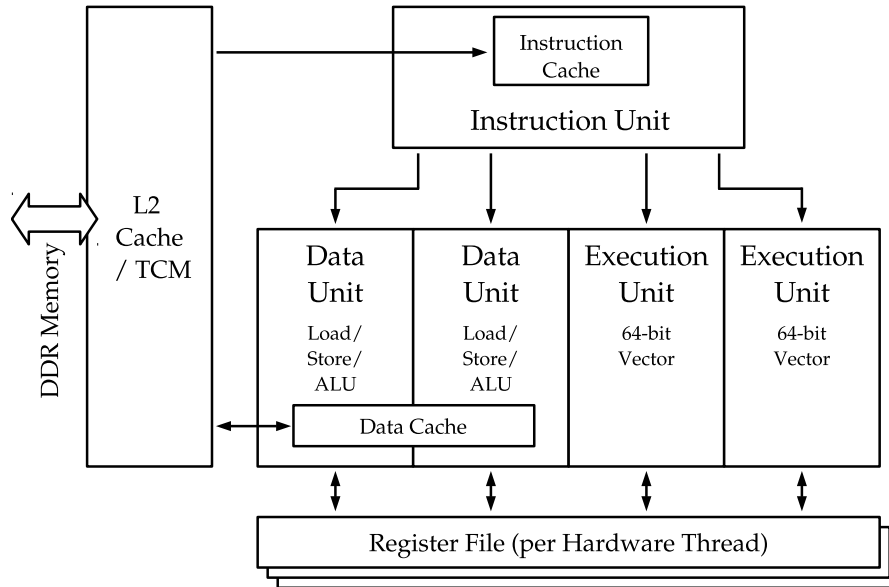 Instruction
Cache
Instruction Unit
L2
Cache
/ TCM
DDR Memory
Data
Unit
Load/
Store/
ALU
Data
Unit
Load/
Store/
ALU
Execution
Unit
64-bit
Vector
Execution
Unit
64-bit
Vector
Data Cache
Register File (per Hardware Thread)